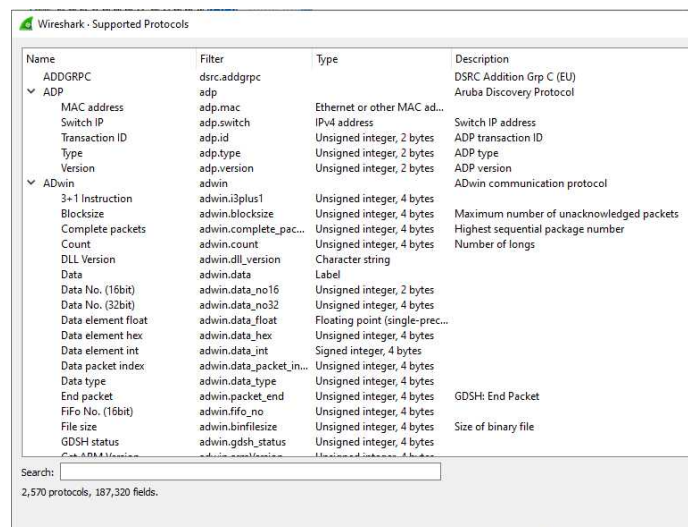 Wireshark · Supported Protocols
Name Filter Type Description
ADDGRPC dsrc.addgrpc DSRC Addition Grp C (EU)
ADP adp Aruba Discovery Protocol
MAC address adp.mac Ethernet or other MAC ad...
Switch IP adp.switch IPv4 address Switch IP address
Transaction ID adp.id Unsigned integer, 2 bytes ADP transaction ID
Type adp.type Unsigned integer, 2 bytes ADP type
Version adp.version Unsigned integer, 2 bytes ADP version
ADwin adwin ADwin communication protocol
3+1 Instruction adwin.i3plus1 Unsigned integer, 4 bytes
Blocksize adwin.blocksize Unsigned integer, 4 bytes Maximum number of unacknowledged packets
Complete packets adwin.complete_pac... Unsigned integer, 4 bytes Highest sequential package number
Count adwin.count Unsigned integer, 4 bytes Number of longs
DLL Version adwin.dll_version Character string
Data adwin.data Label
Data No. (16bit) adwin.data_no16 Unsigned integer, 2 bytes
Data No. (32bit) adwin.data_no32 Unsigned integer, 4 bytes
Data element float adwin.data_float Floating point (single-prec...
Data element hex adwin.data_hex Unsigned integer, 4 bytes
Data element int adwin.data_int Signed integer, 4 bytes
Data packet index adwin.data_packet_in... Unsigned integer, 4 bytes
Data type adwin.data_type Unsigned integer, 4 bytes
End packet adwin.packet_end Unsigned integer, 4 bytes GDSH: End Packet
FiFo No. (16bit) adwin.fifo_no Unsigned integer, 4 bytes
File size adwin.binfilesize Unsigned integer, 4 bytes Size of binary file
GDSH status adwin.gdsh_status Unsigned integer, 4 bytes
Search:
2,570 protocols, 187,320 fields.